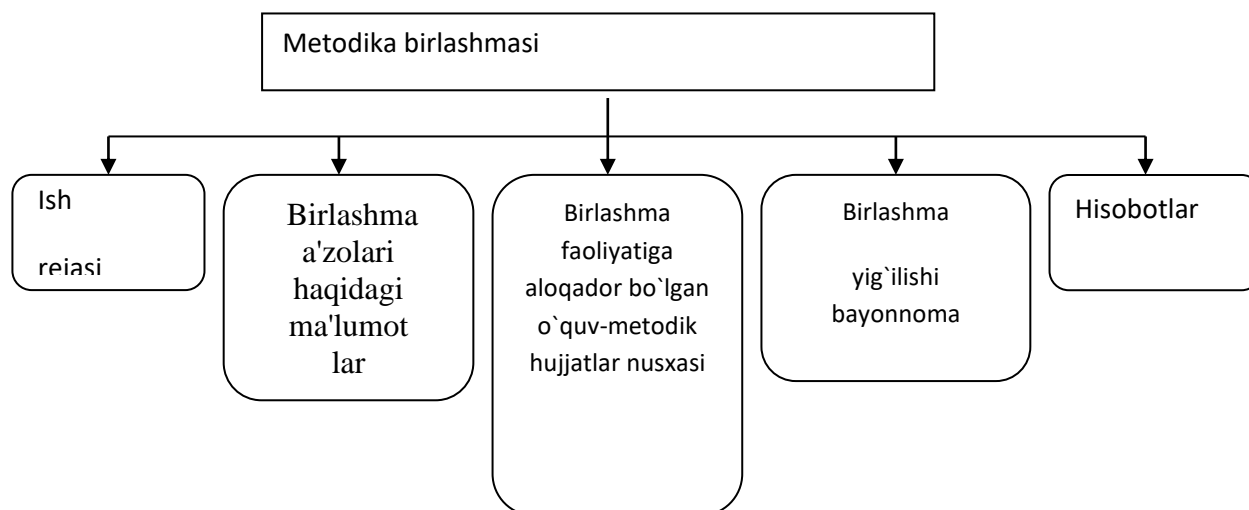 Metodika birlashmasi
Ish
rejasi
Birlashma
a'zolari
haqidagi
ma'lumot
lar
Birlashma
faoliyatiga
aloqador bo`lgan
o`quv-metodik
hujjatlar nusxasi
Birlashma
yig`ilishi
bayonnoma
Hisobotlar